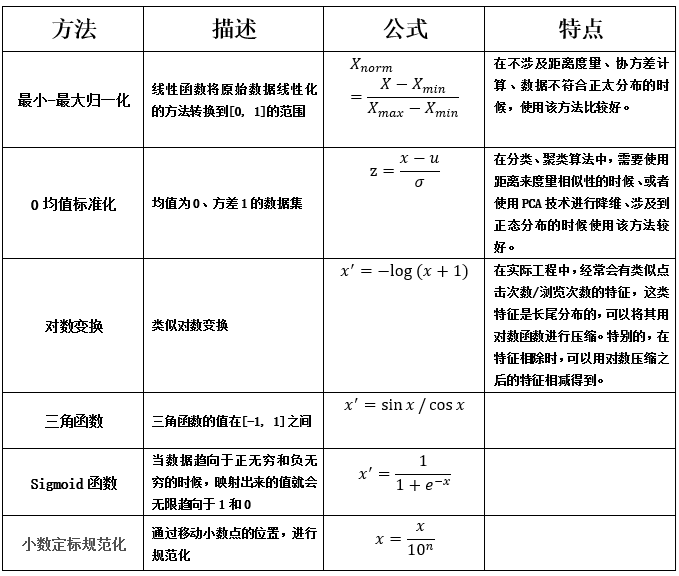 方法 描述 公式 特点
最小-最大归一化
线性函数将原始数据线性化
的方法转换到[0, 1]的范围
X_norm
= (X − X_min) / (X_max − X_min)
在不涉及距离度量、协方差计
算、数据不符合正太分布的时
候，使用该方法比较好。
0 均值标准化
均值为 0、方差 1 的数据集
z = (x − u) / σ
在分类、聚类算法中，需要使用
距离来度量相似性的时候、或者
使用 PCA 技术进行降维、涉及到
正态分布的时候使用该方法较
好。
对数变换
类似对数变换
x′ = −log (x + 1)
在实际工程中，经常会有类似点
击次数/浏览次数的特征，这类
特征是长尾分布的，可以将其用
对数函数进行压缩。特别的，在
特征相除时，可以用对数压缩之
后的特征相减得到。
三角函数
三角函数的值在[-1, 1]之间
x′ = sin x / cos x
Sigmoid 函数
当数据趋向于正无穷和负无
穷的时候，映射出来的值就会
无限趋向于 1 和 0
x′ = 1 / (1 + e^−x)
小数定标规范化
通过移动小数点的位置，进行
规范化
x = x / 10^n